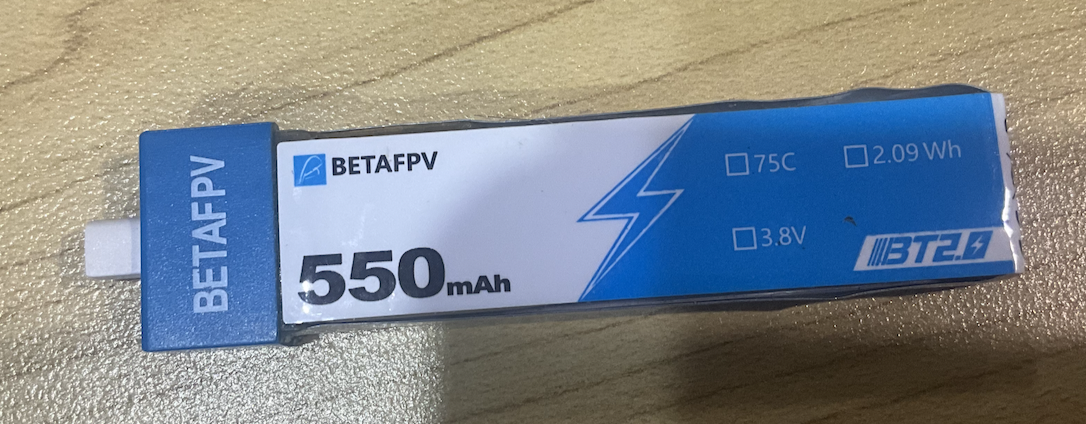 BETAFPV
BETAFPV
550mAh
☐75C ☐2.09 Wh
☐3.8V
BT2.0